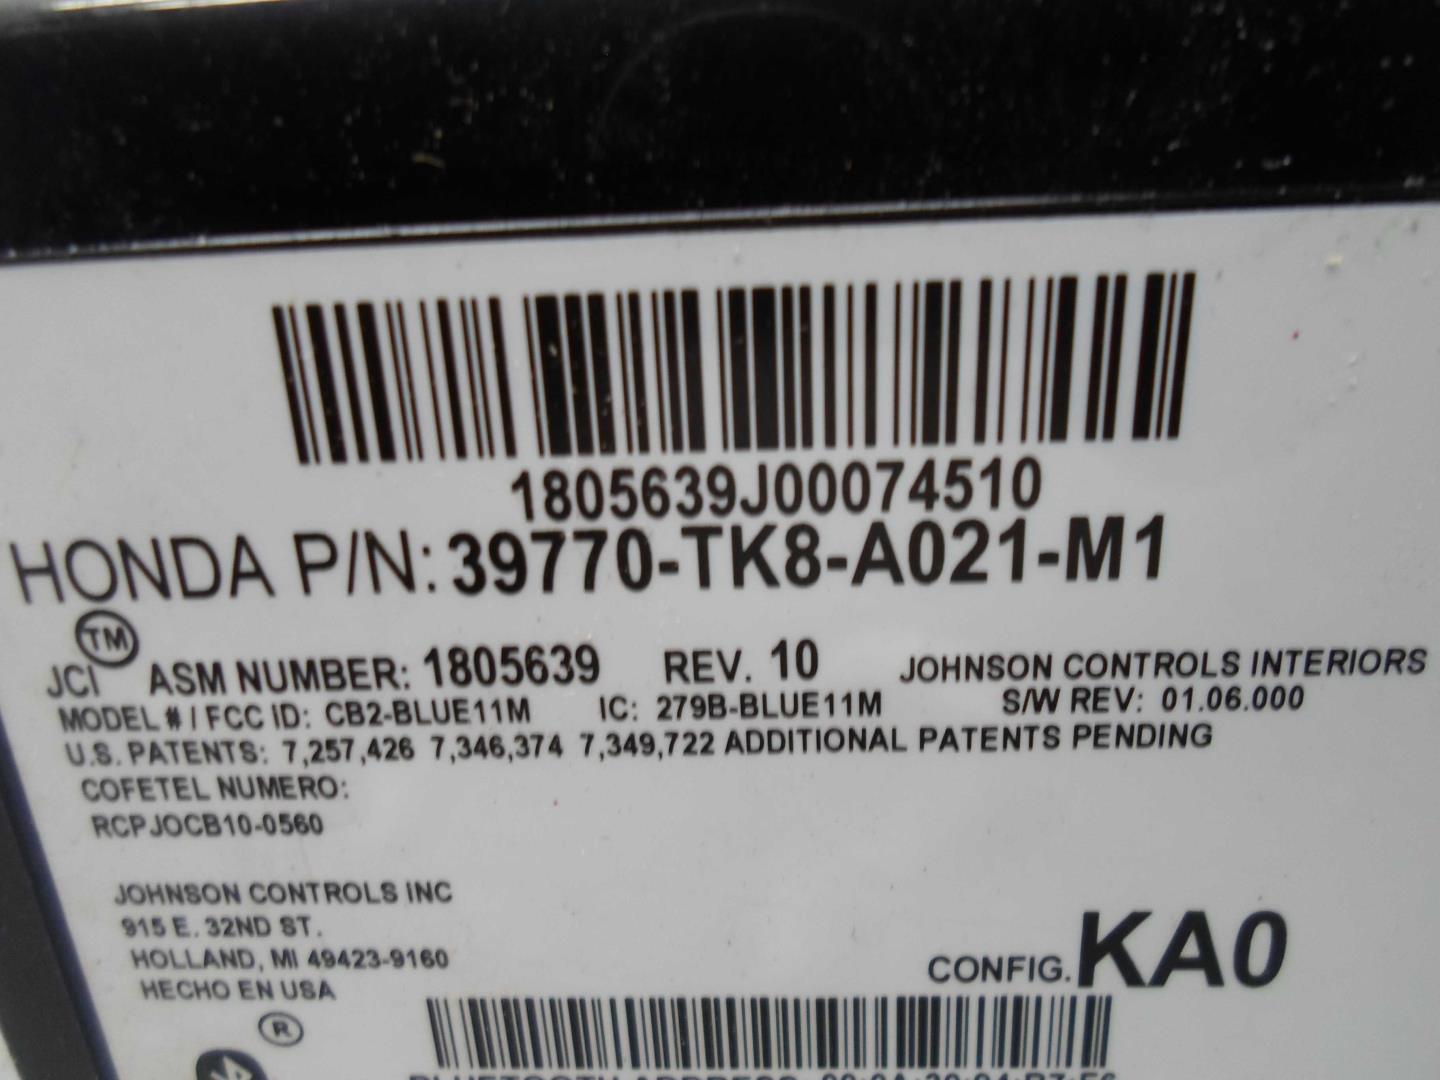 1805639J00074510
HONDA P/N: 39770-TK8-A021-M1
TM
JCI ASM NUMBER: 1805639 REV. 10 JOHNSON CONTROLS INTERIORS
MODEL # / FCC ID: CB2-BLUE11M IC: 279B-BLUE11M S/W REV: 01.06.000
U.S. PATENTS: 7,257,426 7,346,374 7,349,722 ADDITIONAL PATENTS PENDING
COFETEL NUMERO:
RCPJOCB10-0560
JOHNSON CONTROLS INC
915 E. 32ND ST.
HOLLAND, MI 49423-9160
HECHO EN USA
CONFIG. KA0
®
BLUETOOTH ADDRESS: